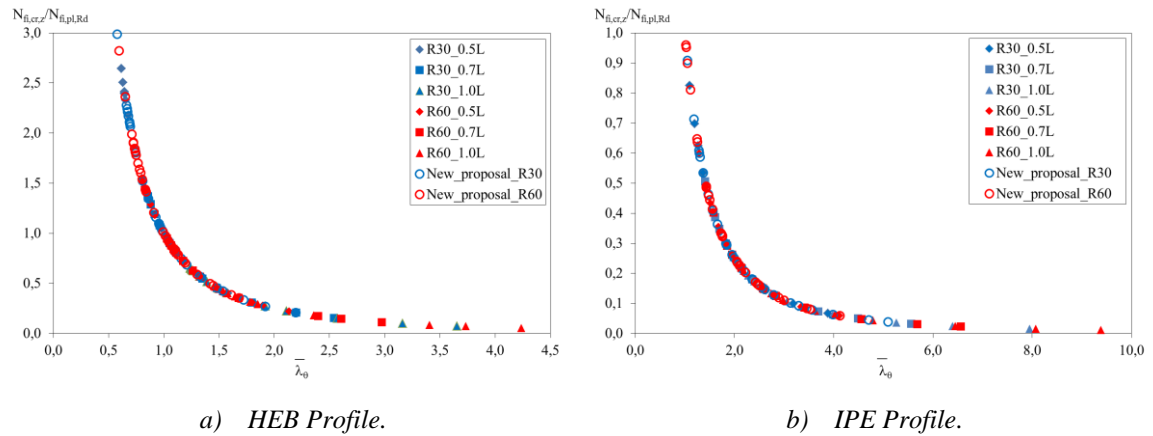 N_fi,cr,z/N_fi,pl,Rd
3,0
2,5
2,0
1,5
1,0
0,5
0,0
0,0 0,5 1,0 1,5 2,0 2,5 3,0 3,5 4,0 4,5
λ̅_θ
R30_0.5L
R30_0.7L
R30_1.0L
R60_0.5L
R60_0.7L
R60_1.0L
New_proposal_R30
New_proposal_R60
a) HEB Profile.
N_fi,cr,z/N_fi,pl,Rd
1,0
0,9
0,8
0,7
0,6
0,5
0,4
0,3
0,2
0,1
0,0
0,0 2,0 4,0 6,0 8,0 10,0
λ̅_θ
R30_0.5L
R30_0.7L
R30_1.0L
R60_0.5L
R60_0.7L
R60_1.0L
New_proposal_R30
New_proposal_R60
b) IPE Profile.